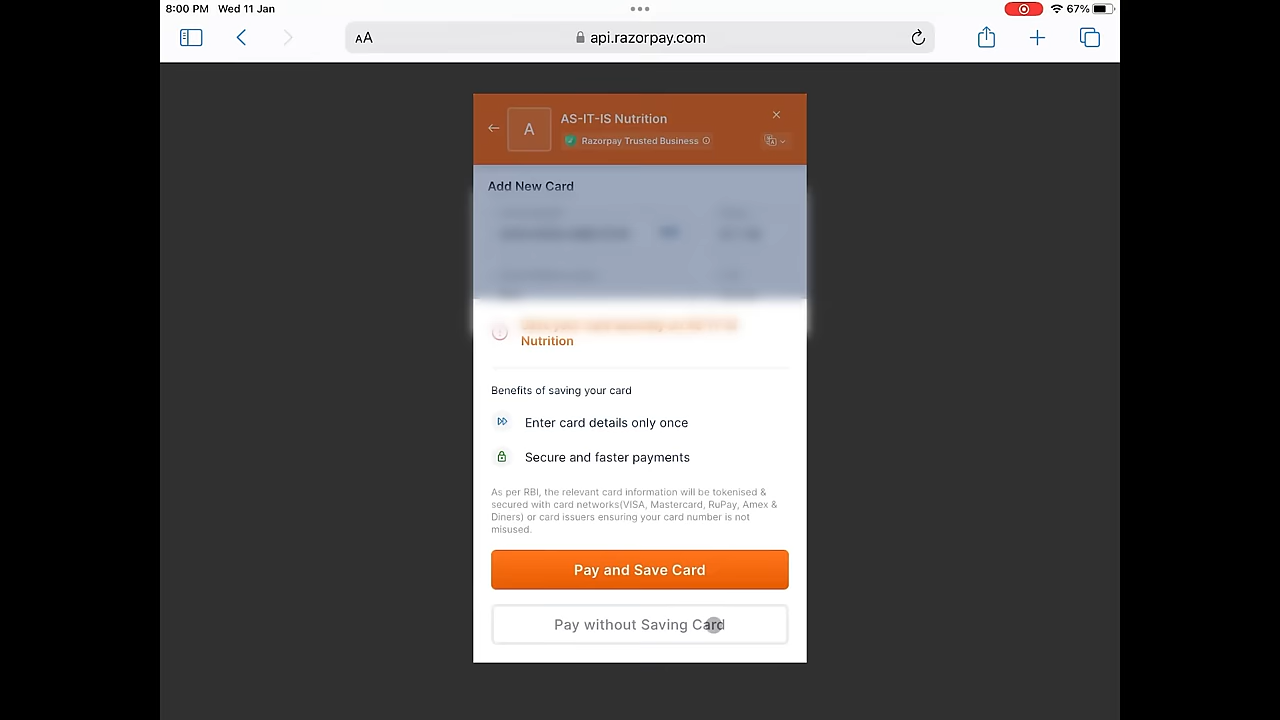 8:00 PM Wed 11 Jan
67%
AA
api.razorpay.com
A
AS-IT-IS Nutrition
Razorpay Trusted Business
Add New Card
Nutrition
Benefits of saving your card
Enter card details only once
Secure and faster payments
As per RBI, the relevant card information will be tokenised &
secured with card networks(VISA, Mastercard, RuPay, Amex &
Diners) or card issuers ensuring your card number is not
misused.
Pay and Save Card
Pay without Saving Card